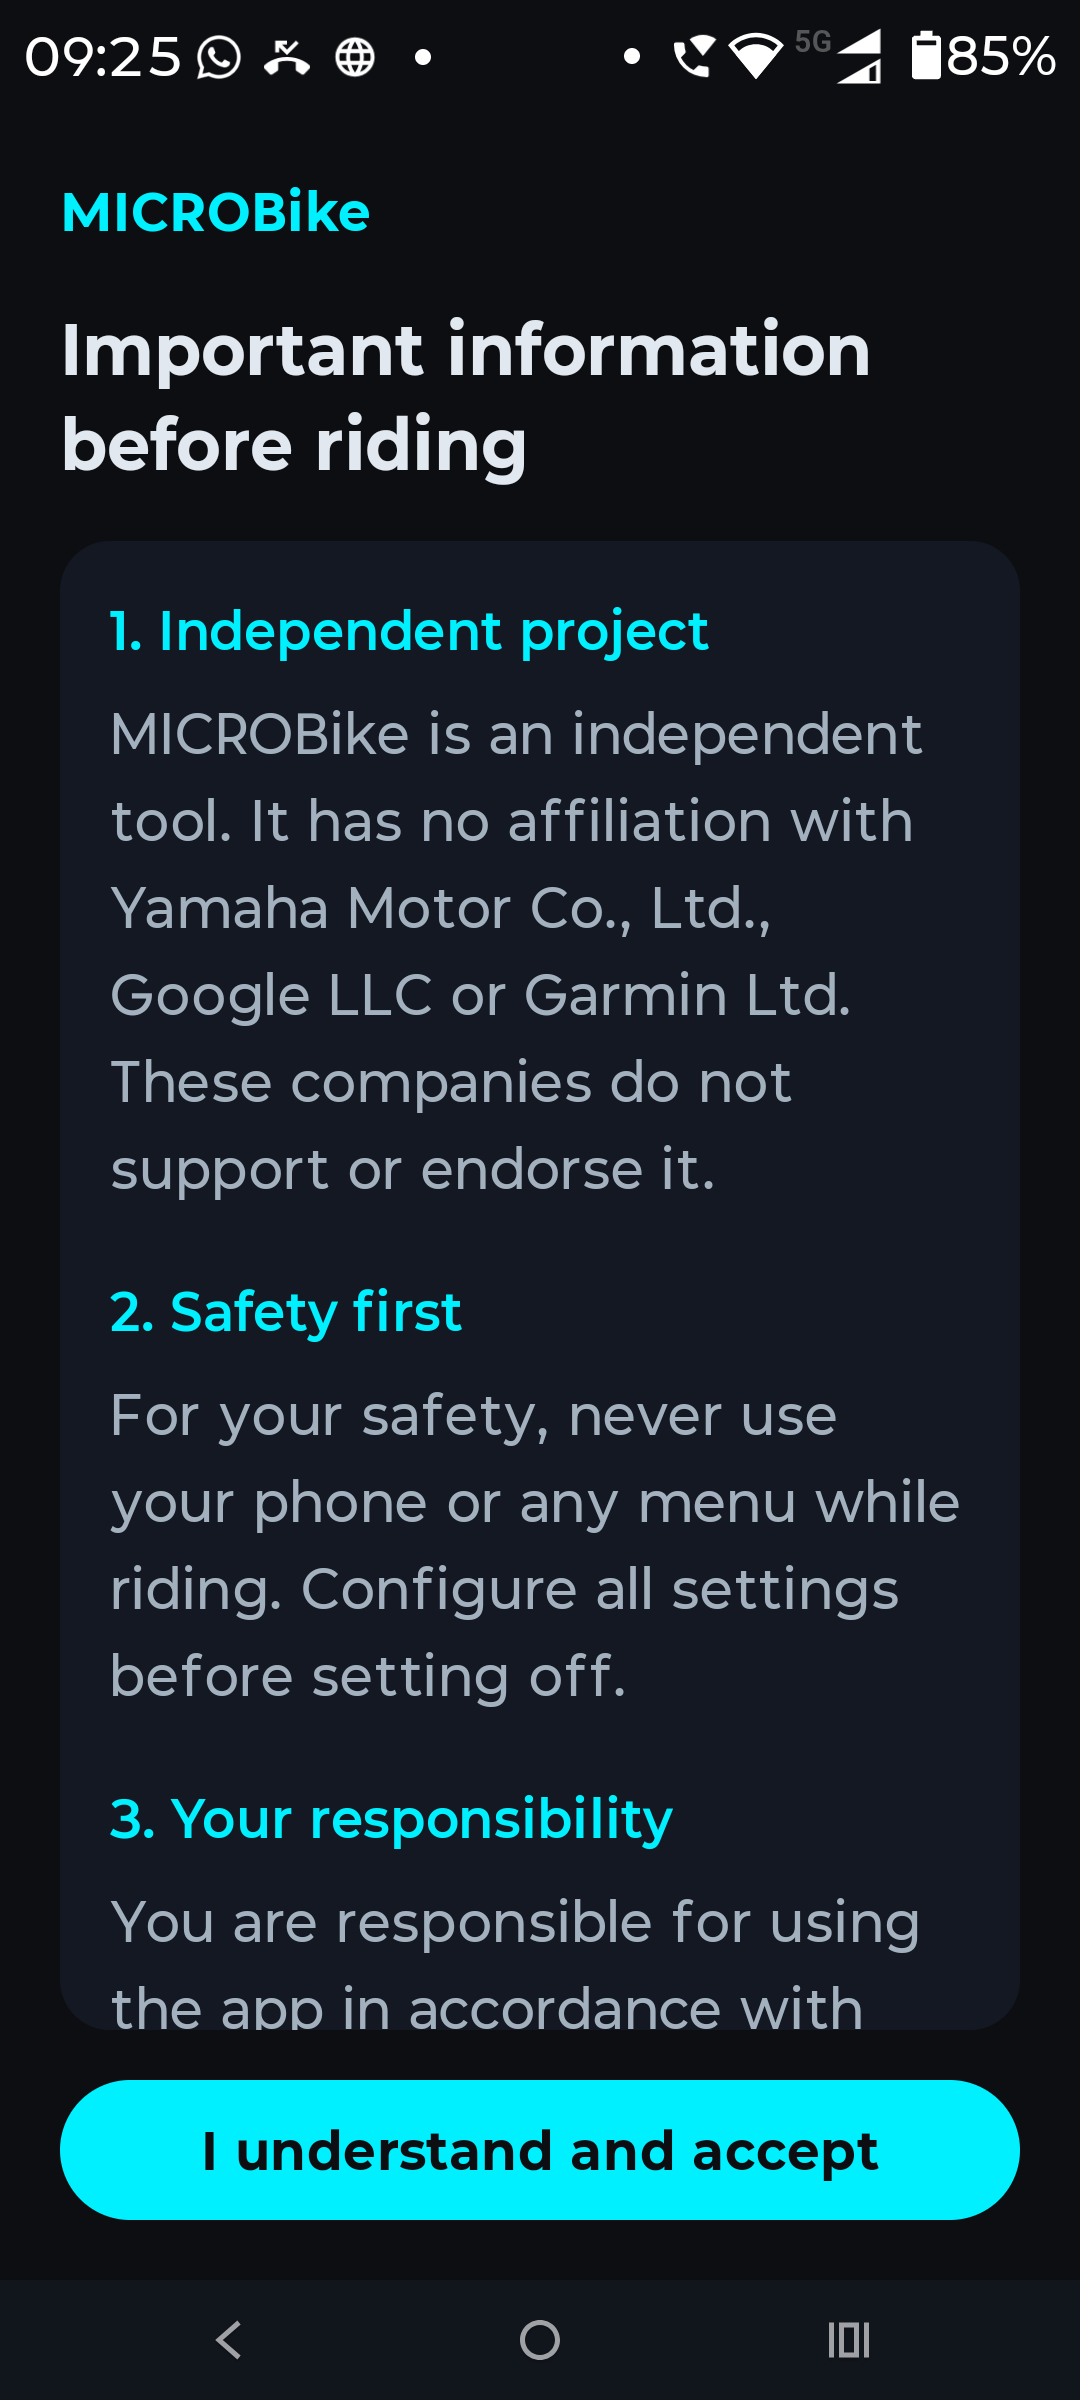 09:25
5G
85%
MICROBike
Important information
before riding
1. Independent project
MICROBike is an independent
tool. It has no affiliation with
Yamaha Motor Co., Ltd.,
Google LLC or Garmin Ltd.
These companies do not
support or endorse it.
2. Safety first
For your safety, never use
your phone or any menu while
riding. Configure all settings
before setting off.
3. Your responsibility
You are responsible for using
the app in accordance with
I understand and accept